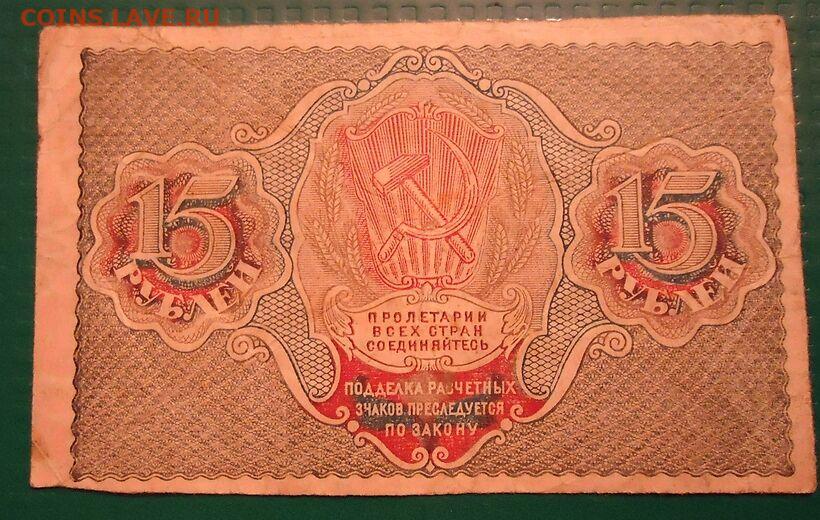 COINS.LAVE.RU
15
РУБЛЕЙ
15
РУБЛЕЙ
ПРОЛЕТАРИИ
ВСЕХ СТРАН
СОЕДИНЯЙТЕСЬ
ПОДДЕЛКА РАСЧЕТНЫХ
ЗНАКОВ ПРЕСЛЕДУЕТСЯ
ПО ЗАКОНУ